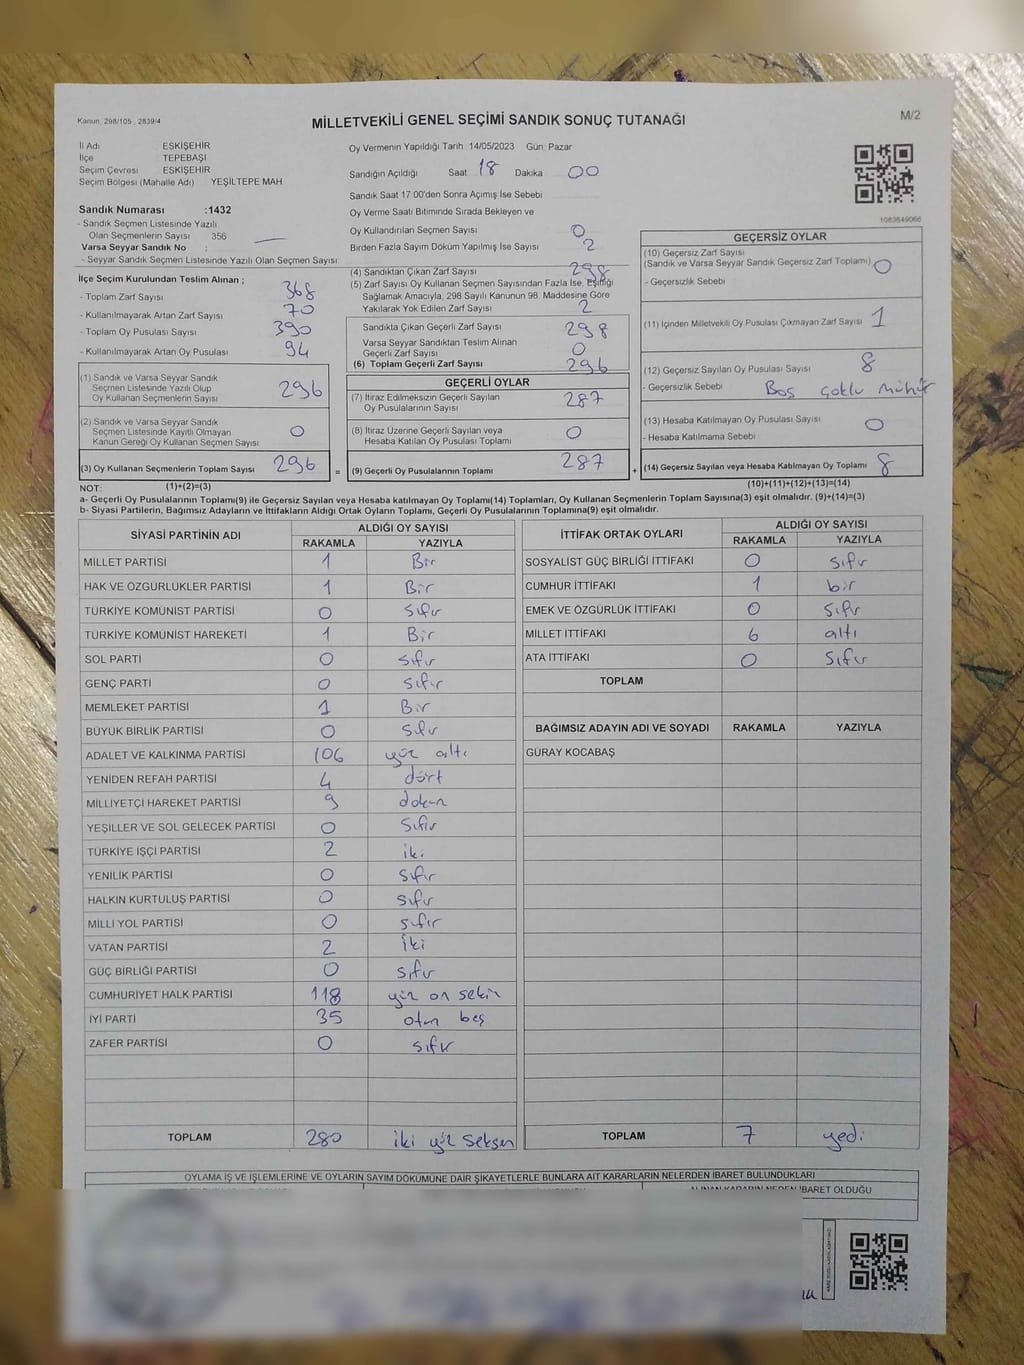 Kanun: 298/105 , 2839/4
MİLLETVEKİLİ GENEL SEÇİMİ SANDIK SONUÇ TUTANAĞI
M/2
İl Adı : ESKİŞEHİR
İlçe : TEPEBAŞI
Seçim Çevresi : ESKİŞEHİR
Seçim Bölgesi (Mahalle Adı) : YEŞİLTEPE MAH.
Sandık Numarası :1432
- Sandık Seçmen Listesinde Yazılı
Olan Seçmenlerin Sayısı : 356
Varsa Seyyar Sandık No :
- Seyyar Sandık Seçmen Listesinde Yazılı Olan Seçmen Sayısı:
Oy Vermenin Yapıldığı Tarih :14/05/2023 Gün: Pazar
Sandığın Açıldığı Saat 18 Dakika 00
Sandık Saat 17:00'den Sonra Açılmış İse Sebebi
Oy Verme Saati Bitiminde Sırada Bekleyen ve
Oy Kullandırılan Seçmen Sayısı 0
Birden Fazla Sayım Döküm Yapılmış İse Sayısı 2
1083649066
İlçe Seçim Kurulundan Teslim Alınan ;
- Toplam Zarf Sayısı 368
- Kullanılmayarak Artan Zarf Sayısı 70
- Toplam Oy Pusulası Sayısı 390
- Kullanılmayarak Artan Oy Pusulası 94
(4) Sandıktan Çıkan Zarf Sayısı 298
(5) Zarf Sayısı Oy Kullanan Seçmen Sayısından Fazla İse, Eşitliği
Sağlamak Amacıyla, 298 Sayılı Kanunun 98. Maddesine Göre
Yakılarak Yok Edilen Zarf Sayısı 2
Sandıkta Çıkan Geçerli Zarf Sayısı 298
Varsa Seyyar Sandıktan Teslim Alınan
Geçerli Zarf Sayısı 0
(6) Toplam Geçerli Zarf Sayısı 296
GEÇERSİZ OYLAR
(10) Geçersiz Zarf Sayısı
(Sandık ve Varsa Seyyar Sandık Geçersiz Zarf Toplamı) 0
- Geçersizlik Sebebi
(11) İçinden Milletvekili Oy Pusulası Çıkmayan Zarf Sayısı 1
(12) Geçersiz Sayılan Oy Pusulası Sayısı 8
- Geçersizlik Sebebi Boş çoklu mühür
(13) Hesaba Katılmayan Oy Pusulası Sayısı 0
- Hesaba Katılmama Sebebi
(14) Geçersiz Sayılan veya Hesaba Katılmayan Oy Toplamı 8
(10)+(11)+(12)+(13)=(14)
(1) Sandık ve Varsa Seyyar Sandık
Seçmen Listesinde Yazılı Olup
Oy Kullanan Seçmenlerin Sayısı 296
(2) Sandık ve Varsa Seyyar Sandık
Seçmen Listesinde Kayıtlı Olmayan
Kanun Gereği Oy Kullanan Seçmen Sayısı 0
(3) Oy Kullanan Seçmenlerin Toplam Sayısı 296 =
GEÇERLİ OYLAR
(7) İtiraz Edilmeksizin Geçerli Sayılan
Oy Pusulalarının Sayısı 287
(8) İtiraz Üzerine Geçerli Sayılan veya
Hesaba Katılan Oy Pusulası Toplamı 0
(9) Geçerli Oy Pusulalarının Toplamı 287 +
NOT: (1)+(2)=(3)
a- Geçerli Oy Pusulalarının Toplamı(9) ile Geçersiz Sayılan veya Hesaba katılmayan Oy Toplamı(14) Toplamları, Oy Kullanan Seçmenlerin Toplam Sayısına(3) eşit olmalıdır. (9)+(14)=(3)
b- Siyasi Partilerin, Bağımsız Adayların ve İttifakların Aldığı Ortak Oyların Toplamı, Geçerli Oy Pusulalarının Toplamına(9) eşit olmalıdır.
SİYASİ PARTİNİN ADI ALDIĞI OY SAYISI
RAKAMLA YAZIYLA
MİLLET PARTİSİ 1 Bir
HAK VE ÖZGÜRLÜKLER PARTİSİ 1 Bir
TÜRKİYE KOMÜNİST PARTİSİ 0 Sıfır
TÜRKİYE KOMÜNİST HAREKETİ 1 Bir
SOL PARTİ 0 Sıfır
GENÇ PARTİ 0 Sıfır
MEMLEKET PARTİSİ 1 Bir
BÜYÜK BİRLİK PARTİSİ 0 Sıfır
ADALET VE KALKINMA PARTİSİ 106 yüz altı
YENİDEN REFAH PARTİSİ 4 dört
MİLLİYETÇİ HAREKET PARTİSİ 9 dokuz
YEŞİLLER VE SOL GELECEK PARTİSİ 0 Sıfır
TÜRKİYE İŞÇİ PARTİSİ 2 iki
YENİLİK PARTİSİ 0 Sıfır
HALKIN KURTULUŞ PARTİSİ 0 Sıfır
MİLLİ YOL PARTİSİ 0 sıfır
VATAN PARTİSİ 2 İki
GÜÇ BİRLİĞİ PARTİSİ 0 sıfır
CUMHURİYET HALK PARTİSİ 118 yüz on sekiz
İYİ PARTİ 35 otuz beş
ZAFER PARTİSİ 0 sıfır
TOPLAM 280 iki yüz Seksen
İTTİFAK ORTAK OYLARI ALDIĞI OY SAYISI
RAKAMLA YAZIYLA
SOSYALİST GÜÇ BİRLİĞİ İTTİFAKI 0 sıfır
CUMHUR İTTİFAKI 1 bir
EMEK VE ÖZGÜRLÜK İTTİFAKI 0 sıfır
MİLLET İTTİFAKI 6 altı
ATA İTTİFAKI 0 Sıfır
TOPLAM
BAĞIMSIZ ADAYIN ADI VE SOYADI RAKAMLA YAZIYLA
GÜRAY KOCABAŞ
TOPLAM 7 yedi
OYLAMA İŞ VE İŞLEMLERİNE VE OYLARIN SAYIM DÖKÜMÜNE DAİR ŞİKAYETLERLE BUNLARA AİT KARARLARIN NELERDEN İBARET BULUNDUKLARI
ALINAN KARARIN NEDEN İBARET OLDUĞU